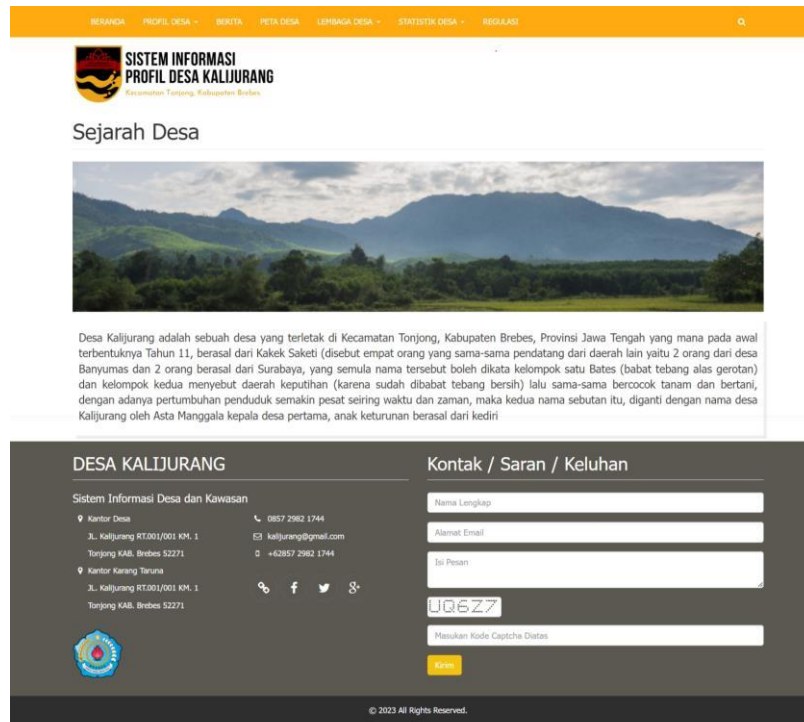 BERANDA PROFIL DESA BERITA PETA DESA LEMBAGA DESA STATISTIK DESA REGULASI
SISTEM INFORMASI
PROFIL DESA KALIJURANG
Kecamatan Tonjong, Kabupaten Brebes
Sejarah Desa
Desa Kalijurang adalah sebuah desa yang terletak di Kecamatan Tonjong, Kabupaten Brebes, Provinsi Jawa Tengah yang mana pada awal
terbentuknya Tahun 11, berasal dari Kakek Saketi (disebut empat orang yang sama-sama pendatang dari daerah lain yaitu 2 orang dari desa
Banyumas dan 2 orang berasal dari Surabaya, yang semula nama tersebut boleh dikata kelompok satu Bates (babat tebang alas gerotan)
dan kelompok kedua menyebut daerah keputihan (karena sudah dibabat tebang bersih) lalu sama-sama bercocok tanam dan bertani,
dengan adanya pertumbuhan penduduk semakin pesat seiring waktu dan zaman, maka kedua nama sebutan itu, diganti dengan nama desa
Kalijurang oleh Asta Manggala kepala desa pertama, anak keturunan berasal dari kediri
DESA KALIJURANG
Sistem Informasi Desa dan Kawasan
Kantor Desa
JL. Kalijurang RT.001/001 KM. 1
Tonjong KAB. Brebes 52271
Kantor Karang Taruna
JL. Kalijurang RT.001/001 KM. 1
Tonjong KAB. Brebes 52271
0857 2982 1744
kalijurang@gmail.com
+62857 2982 1744
Kontak / Saran / Keluhan
Nama Lengkap
Alamat Email
Isi Pesan
UQ6Z7
Masukan Kode Captcha Diatas
Kirim
© 2023 All Rights Reserved.